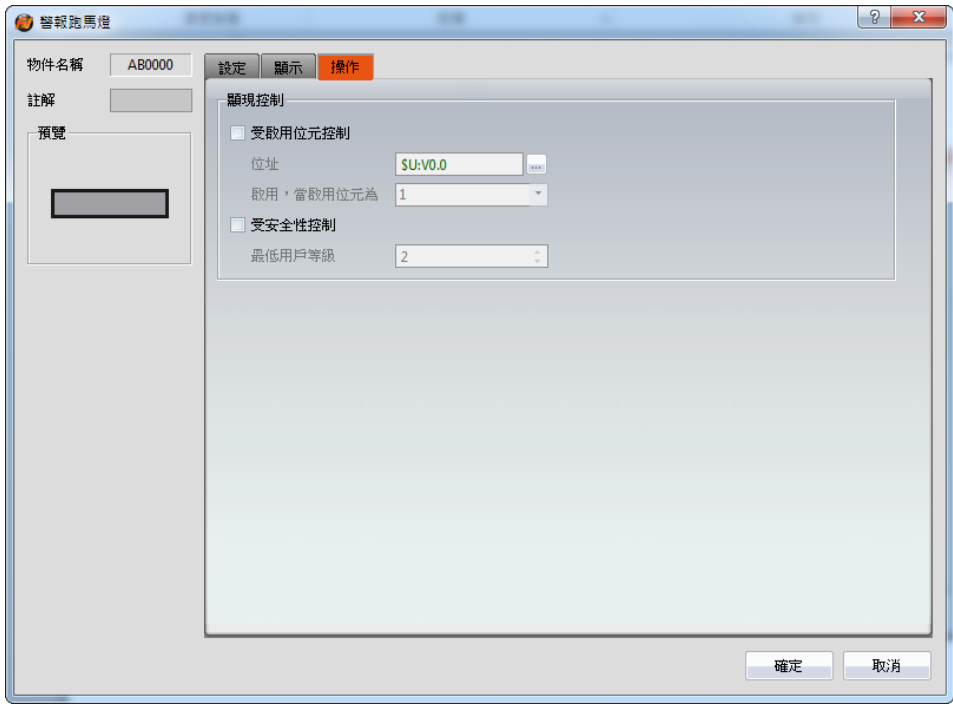 警報跑馬燈
物件名稱 AB0000
註解
預覽
設定 顯示 操作
顯現控制
受啟用位元控制
位址 $U:V0.0 ...
啟用，當啟用位元為 1
受安全性控制
最低用戶等級 2
確定 取消